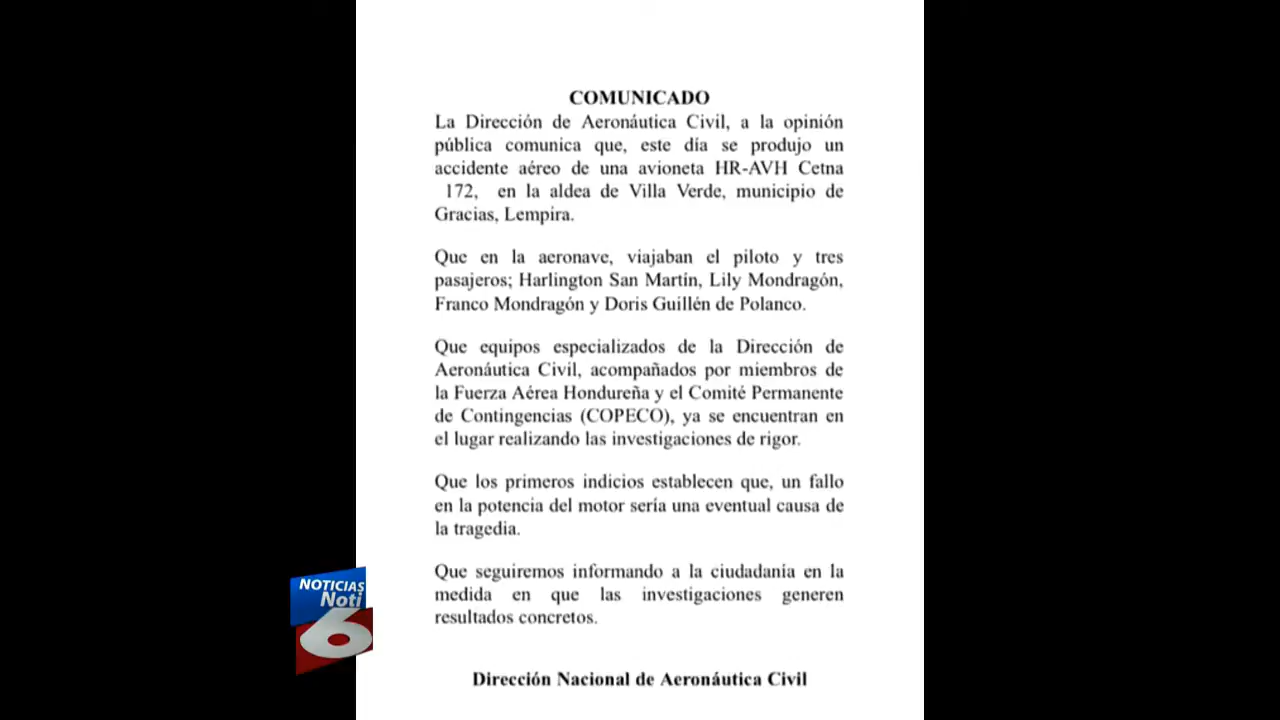 COMUNICADO
La Dirección de Aeronáutica Civil, a la opinión
pública comunica que, este día se produjo un
accidente aéreo de una avioneta HR-AVH Cetna
172, en la aldea de Villa Verde, municipio de
Gracias, Lempira.
Que en la aeronave, viajaban el piloto y tres
pasajeros; Harlington San Martín, Lily Mondragón,
Franco Mondragón y Doris Guillén de Polanco.
Que equipos especializados de la Dirección de
Aeronáutica Civil, acompañados por miembros de
la Fuerza Aérea Hondureña y el Comité Permanente
de Contingencias (COPECO), ya se encuentran en
el lugar realizando las investigaciones de rigor.
Que los primeros indicios establecen que, un fallo
en la potencia del motor sería una eventual causa de
la tragedia.
Que seguiremos informando a la ciudadania en la
medida en que las investigaciones generen
resultados concretos.
Dirección Nacional de Aeronáutica Civil
NOTICIAS
Noti
6